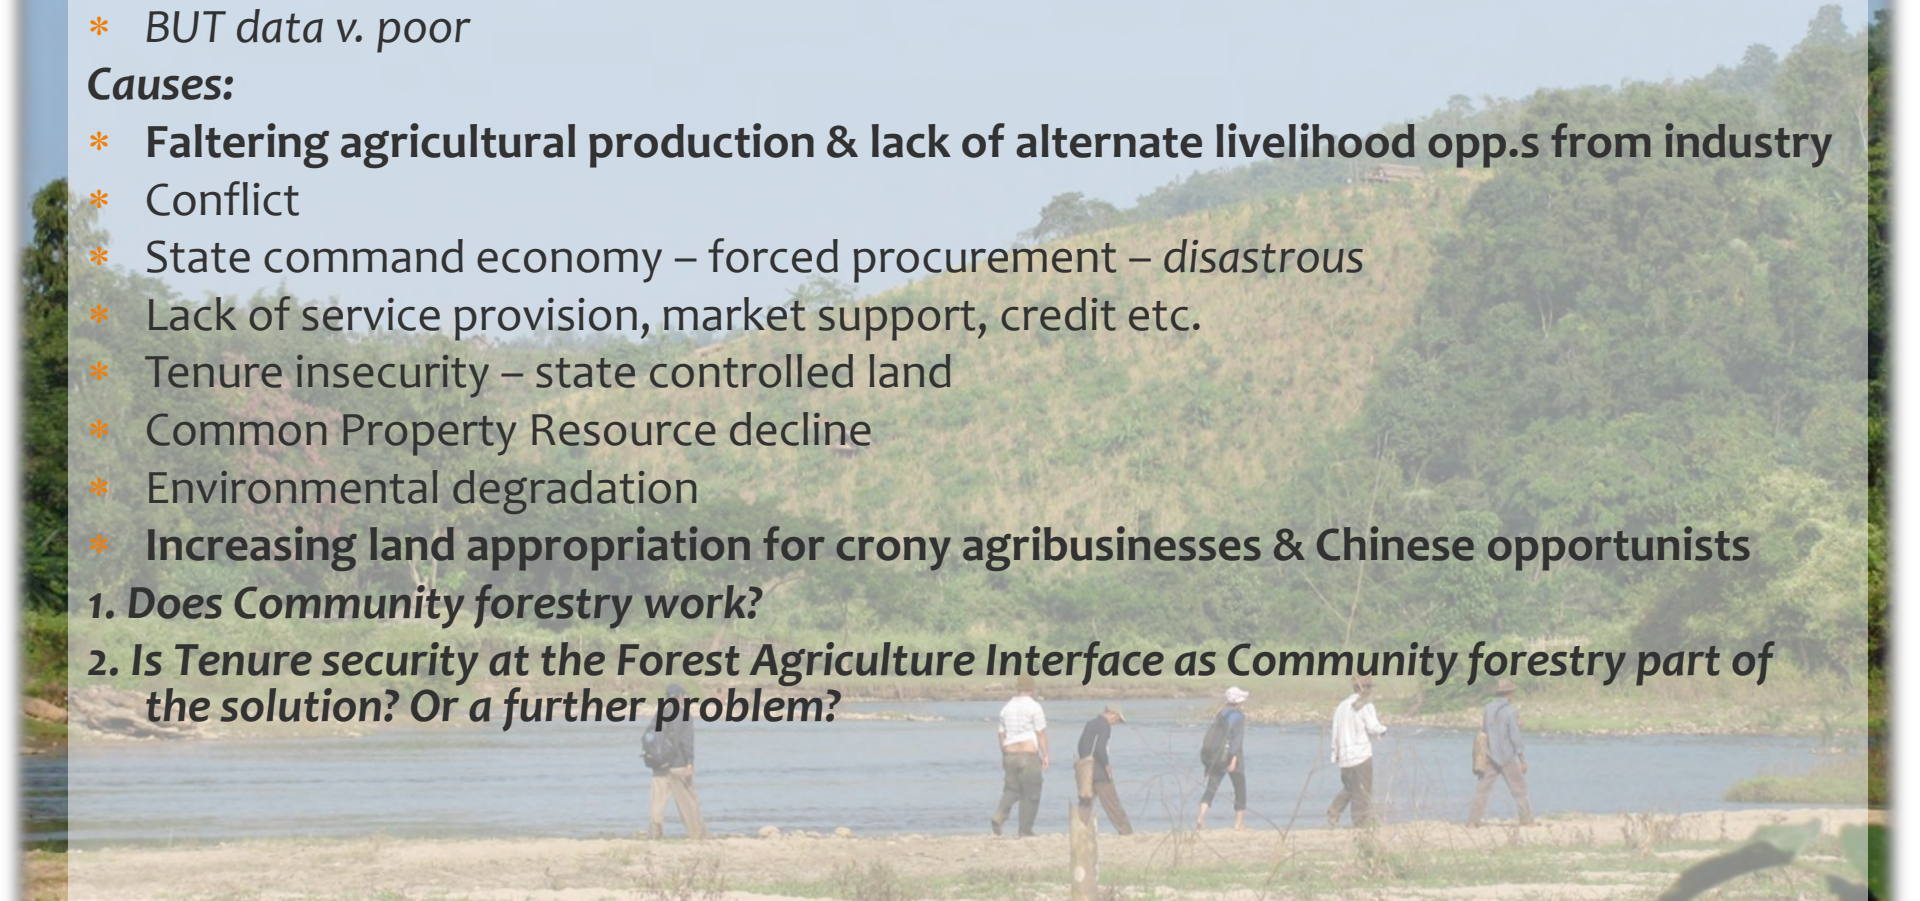 * BUT data v. poor
Causes:
* Faltering agricultural production & lack of alternate livelihood opp.s from industry
* Conflict
* State command economy – forced procurement – disastrous
* Lack of service provision, market support, credit etc.
* Tenure insecurity – state controlled land
* Common Property Resource decline
* Environmental degradation
* Increasing land appropriation for crony agribusinesses & Chinese opportunists
1. Does Community forestry work?
2. Is Tenure security at the Forest Agriculture Interface as Community forestry part of
the solution? Or a further problem?